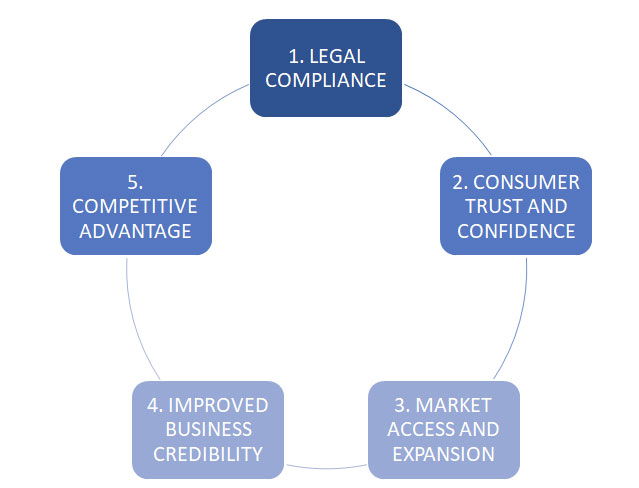 1. LEGAL
COMPLIANCE
2. CONSUMER
TRUST AND
CONFIDENCE
3. MARKET
ACCESS AND
EXPANSION
4. IMPROVED
BUSINESS
CREDIBILITY
5.
COMPETITIVE
ADVANTAGE